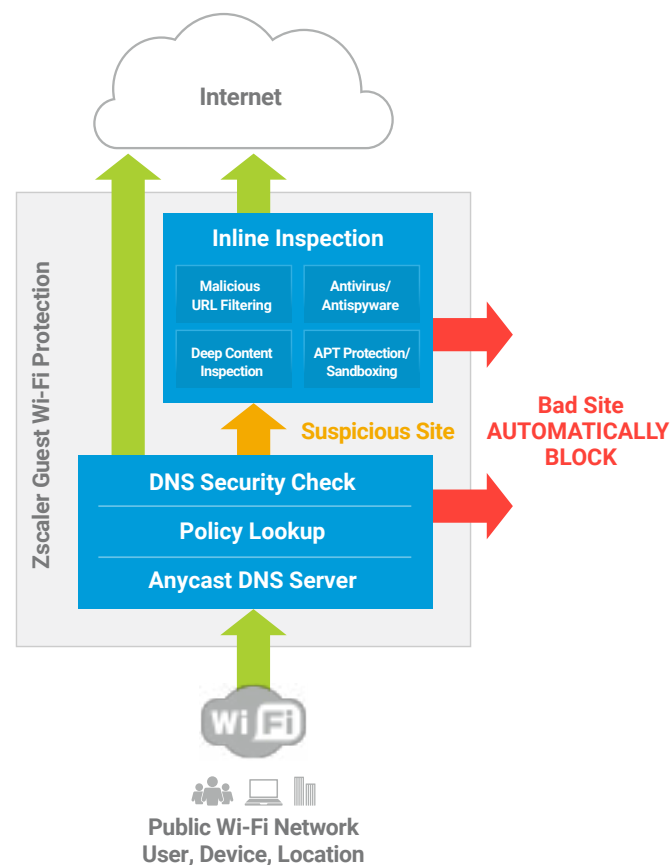 Internet
Zscaler Guest Wi-Fi Protection
Inline Inspection
Malicious
URL Filtering
Antivirus/
Antispyware
Deep Content
Inspection
APT Protection/
Sandboxing
Suspicious Site
Bad Site
AUTOMATICALLY
BLOCK
DNS Security Check
Policy Lookup
Anycast DNS Server
Wi Fi
Public Wi-Fi Network
User, Device, Location